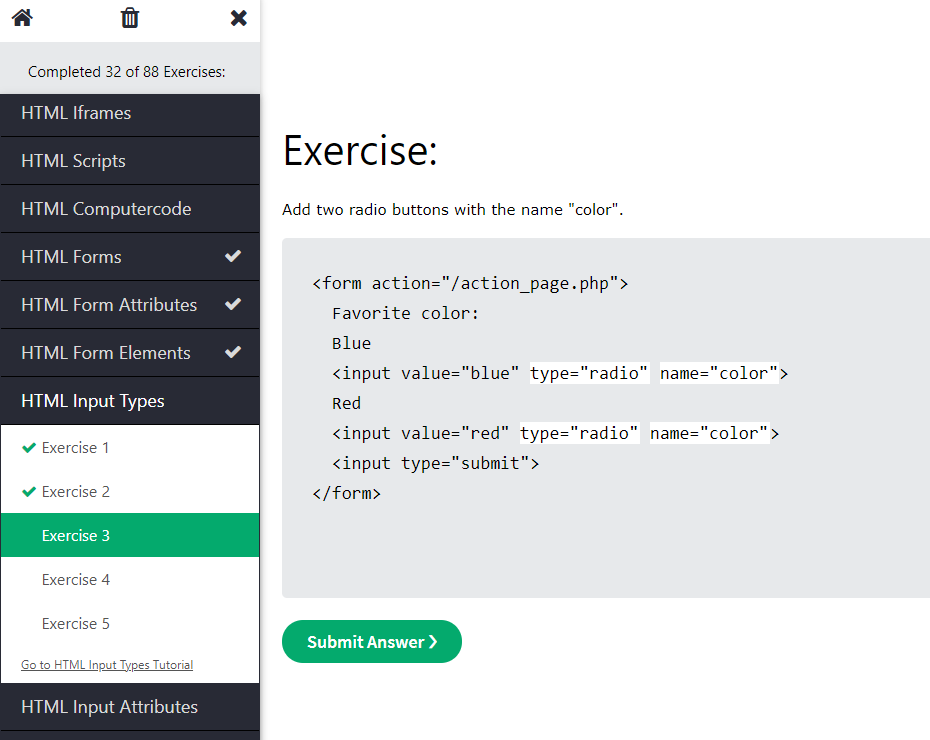 Completed 32 of 88 Exercises:
HTML Iframes
HTML Scripts
HTML Computercode
HTML Forms
HTML Form Attributes
HTML Form Elements
HTML Input Types
Exercise 1
Exercise 2
Exercise 3
Exercise 4
Exercise 5
Go to HTML Input Types Tutorial
HTML Input Attributes
Exercise:
Add two radio buttons with the name "color".
<form action="/action_page.php">
  Favorite color:
  Blue
  <input value="blue" type="radio" name="color">
  Red
  <input value="red" type="radio" name="color">
  <input type="submit">
</form>
Submit Answer ❯